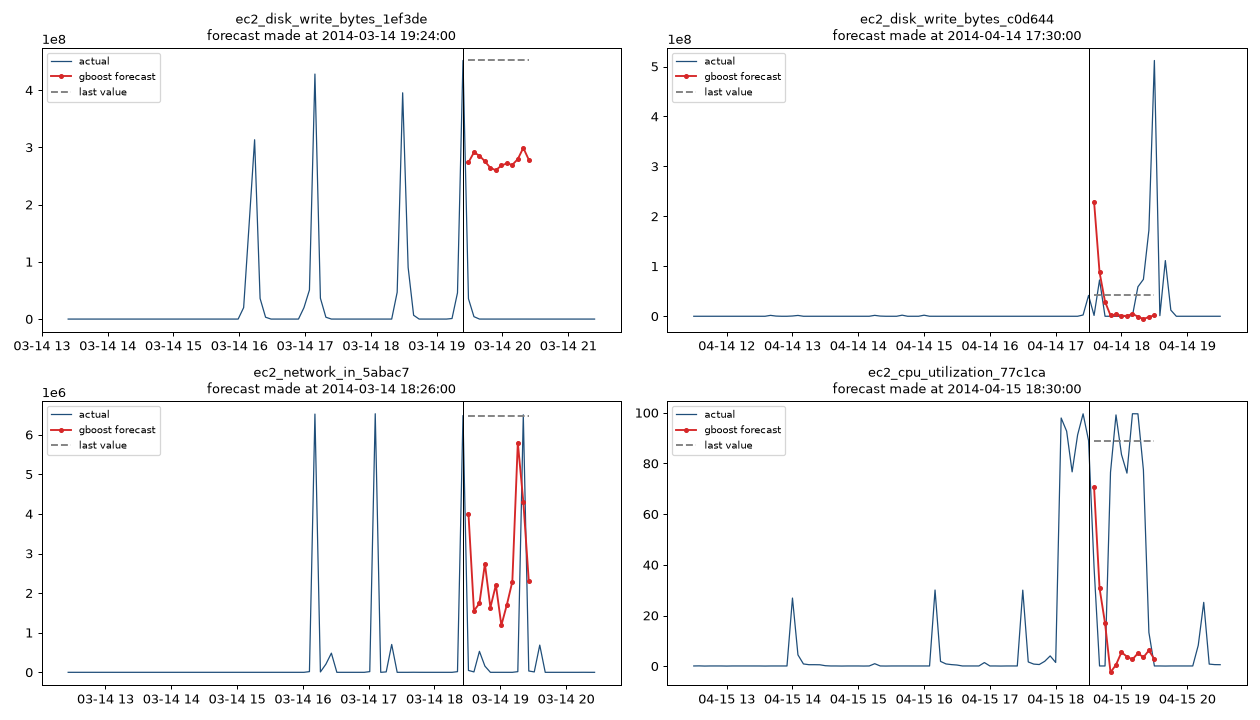 ec2_disk_write_bytes_1ef3de
forecast made at 2014-03-14 19:24:00
1e8
actual
gboost forecast
last value
4
3
2
1
0
03-14 13 03-14 14 03-14 15 03-14 16 03-14 17 03-14 18 03-14 19 03-14 20 03-14 21
ec2_disk_write_bytes_c0d644
forecast made at 2014-04-14 17:30:00
1e8
actual
gboost forecast
last value
5
4
3
2
1
0
04-14 12 04-14 13 04-14 14 04-14 15 04-14 16 04-14 17 04-14 18 04-14 19
ec2_network_in_5abac7
forecast made at 2014-03-14 18:26:00
1e6
actual
gboost forecast
last value
6
5
4
3
2
1
0
03-14 13 03-14 14 03-14 15 03-14 16 03-14 17 03-14 18 03-14 19 03-14 20
ec2_cpu_utilization_77c1ca
forecast made at 2014-04-15 18:30:00
actual
gboost forecast
last value
100
80
60
40
20
0
04-15 13 04-15 14 04-15 15 04-15 16 04-15 17 04-15 18 04-15 19 04-15 20